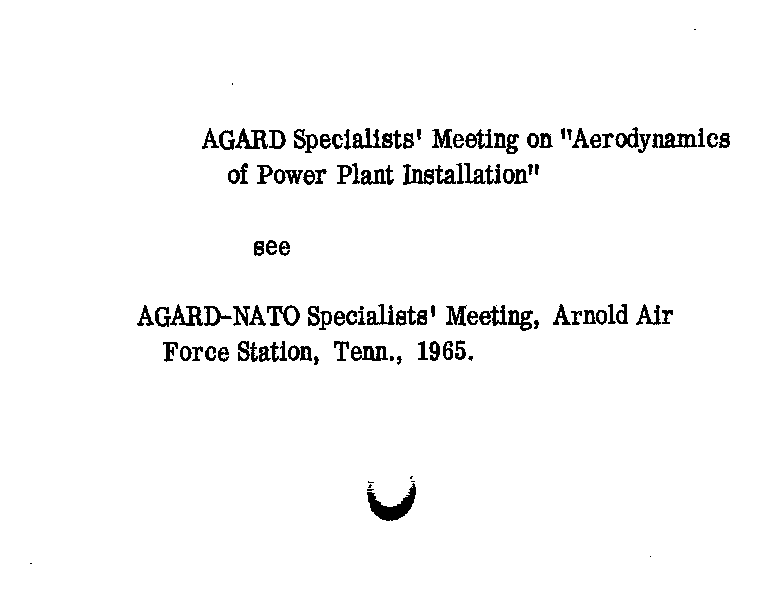 AGARD Specialists' Meeting on "Aerodynamics
of Power Plant Installation"
see
AGARD-NATO Specialists' Meeting, Arnold Air
Force Station, Tenn., 1965.